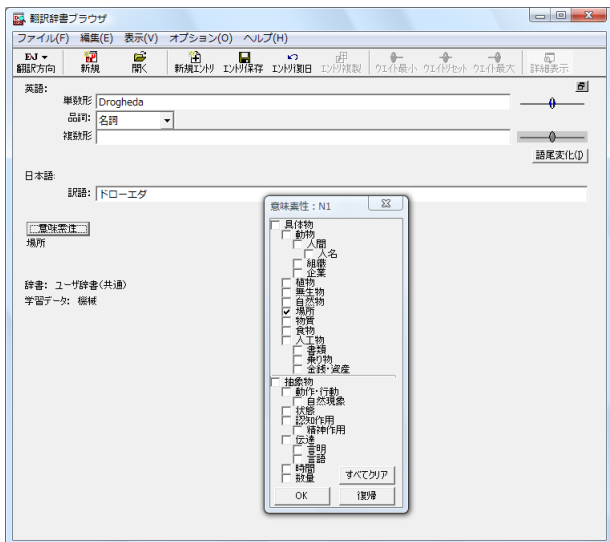 翻訳辞書ブラウザ
ファイル(F) 編集(E) 表示(V) オプション(O) ヘルプ(H)
EJ
翻訳方向 新規 開く 新規エントリ エントリ保存 エントリ復旧 エントリ複製 ウエイト最小 ウエイトリセット ウエイト最大 詳細表示
英語:
単数形 Drogheda
品詞: 名詞
複数形
語尾変化(I)
日本語:
訳語: ドローエダ
意味素性...
場所
辞書: ユーザ辞書(共通)
学習データ: 機械
意味素性:N1
具体物
動物
人間
人名
組織
企業
植物
無生物
自然物
場所
物質
食物
人工物
書類
乗り物
金銭・資産
抽象物
動作・行動
自然現象
状態
認知作用
精神作用
伝達
言明
言語
時間
数量
すべてクリア
OK 復帰